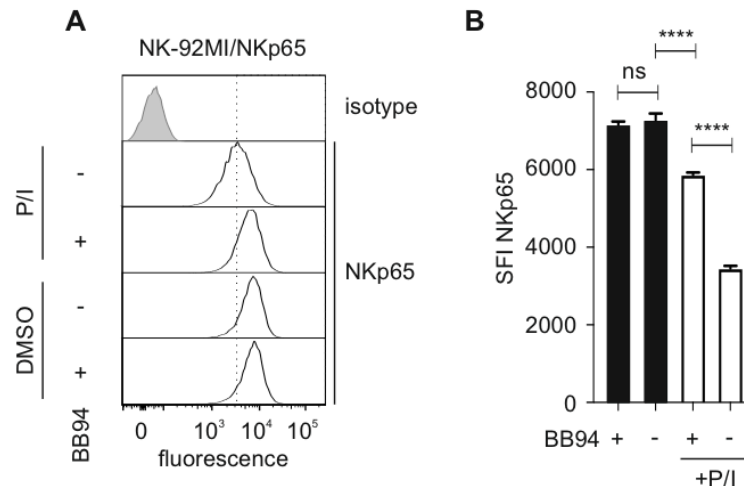 A
NK-92MI/NKp65
isotype
P/I
-
+
DMSO
-
+
NKp65
BB94
0 10³ 10⁴ 10⁵
fluorescence
B
****
ns
****
8000
6000
4000
2000
0
SFI NKp65
BB94 + - + -
+P/I